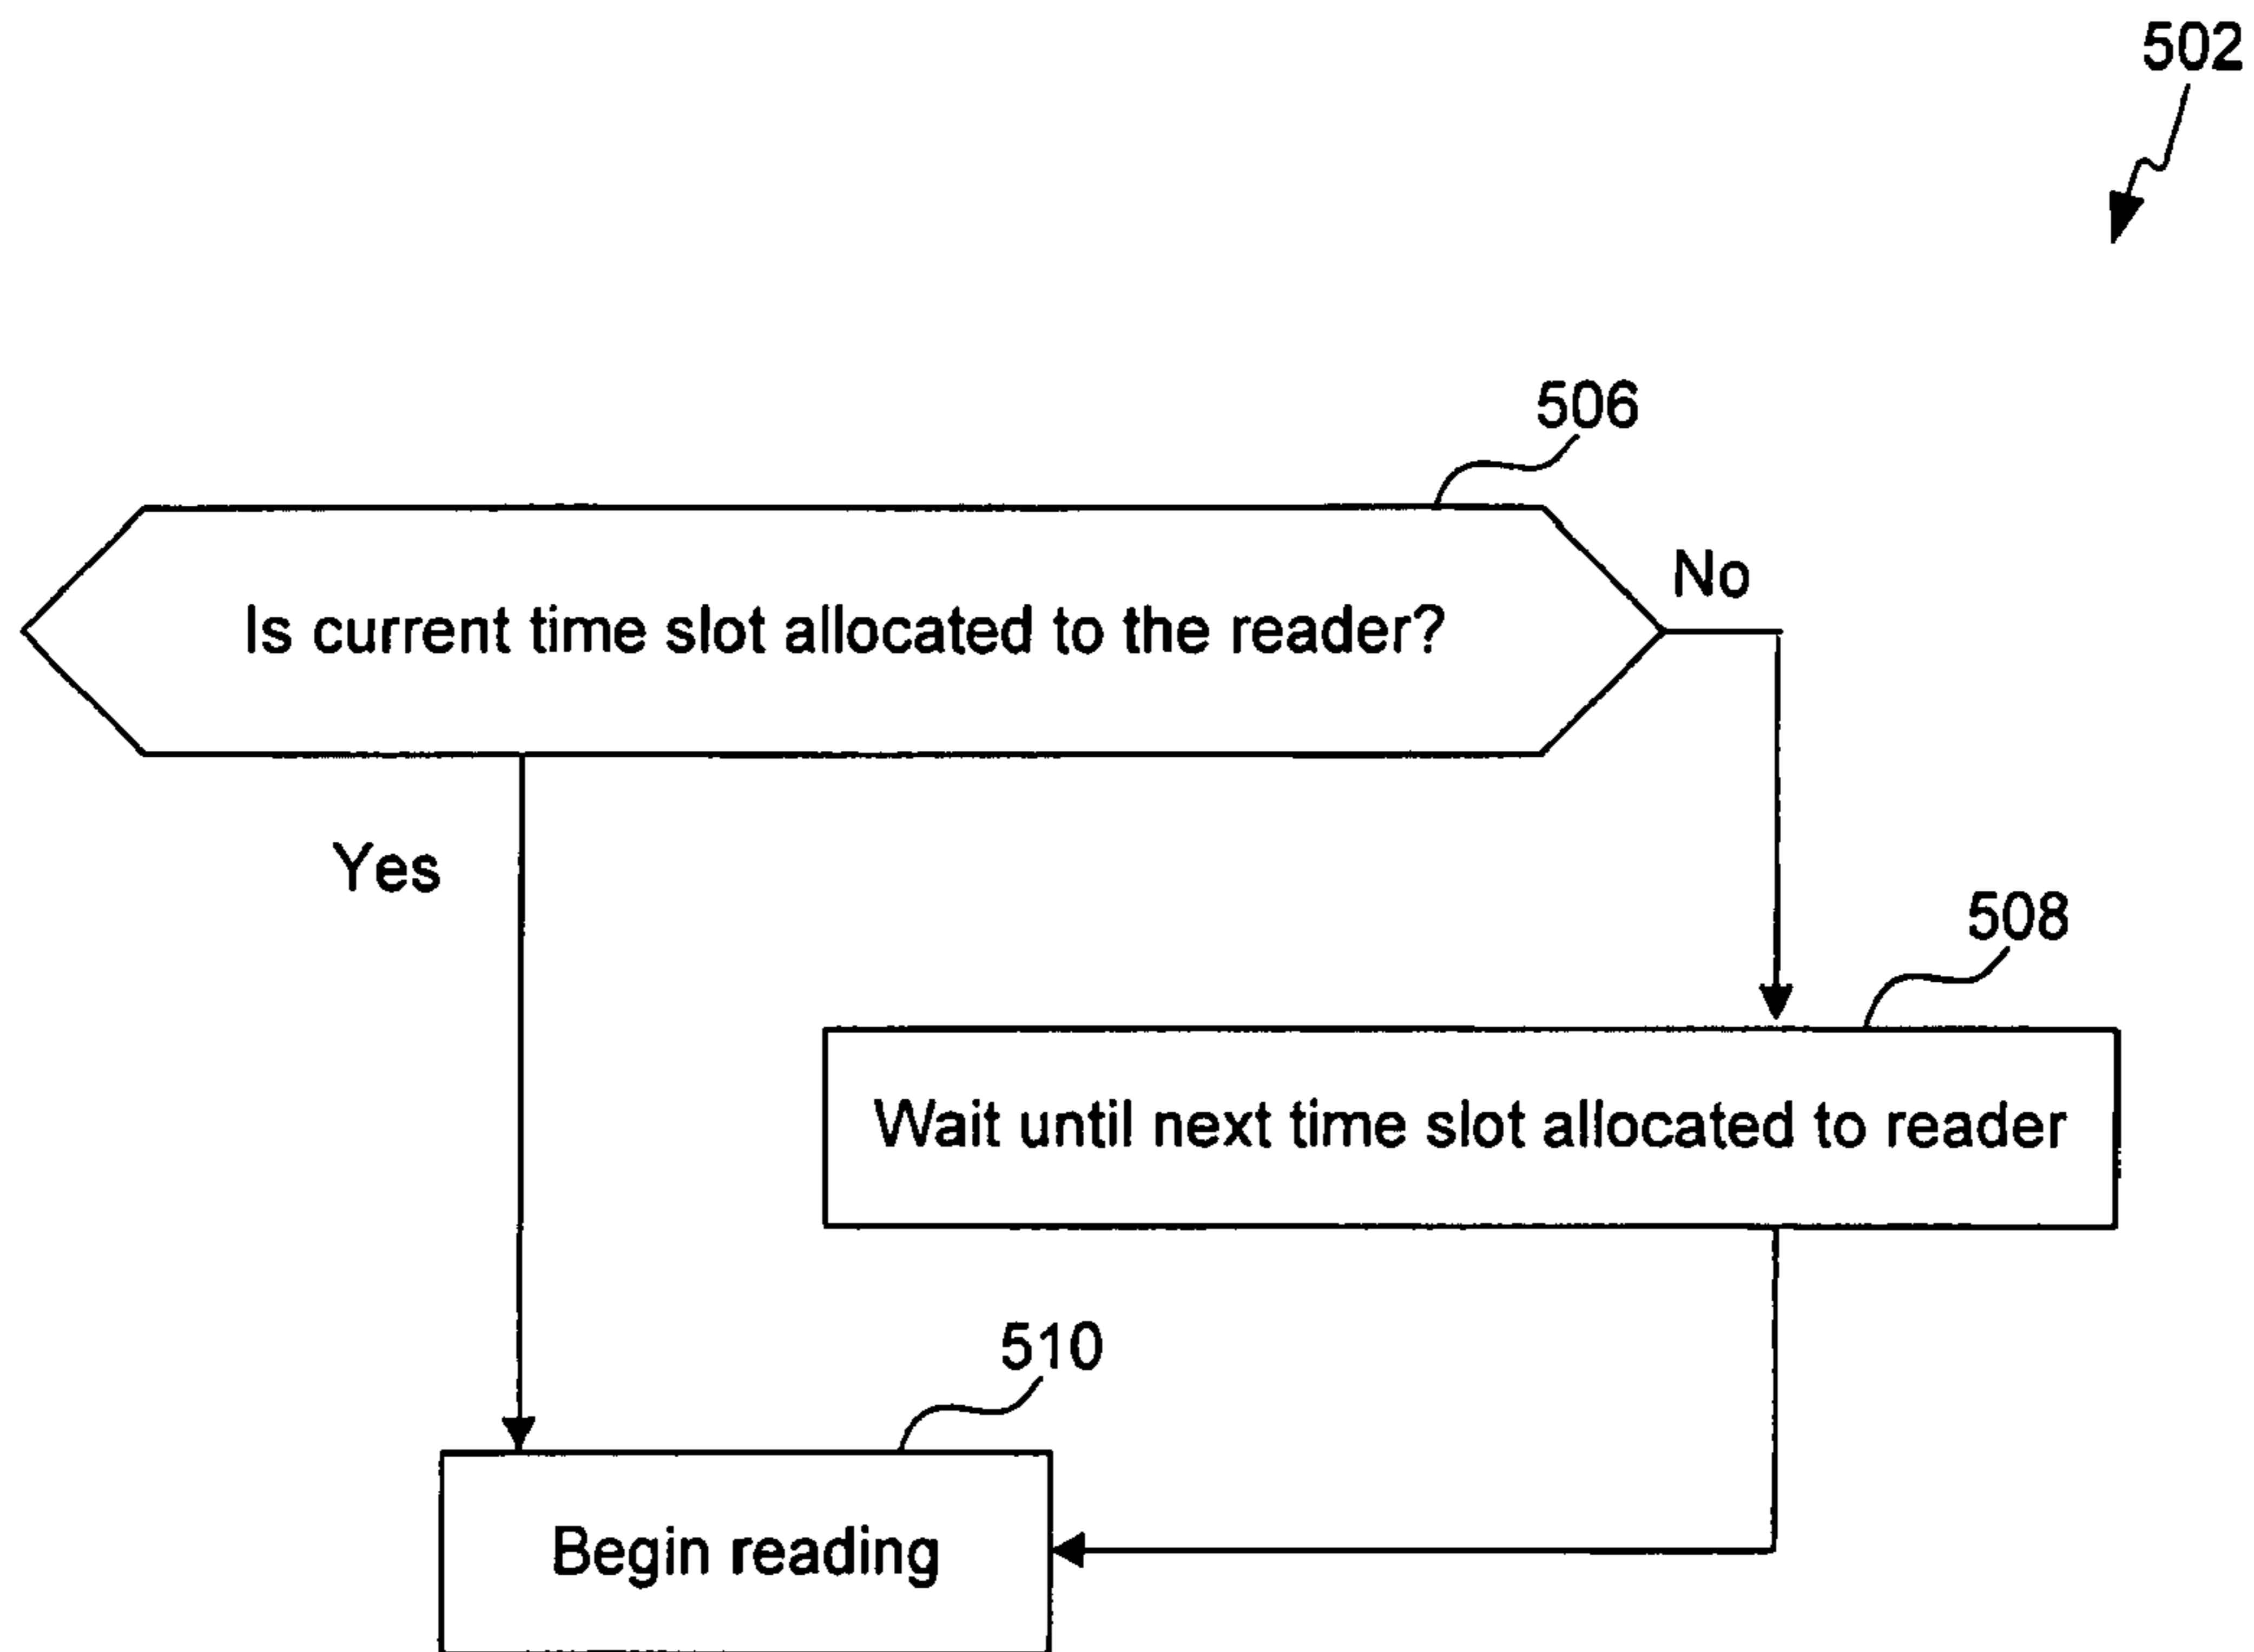 502
506
Is current time slot allocated to the reader?
No
Yes
508
Wait until next time slot allocated to reader
510
Begin reading